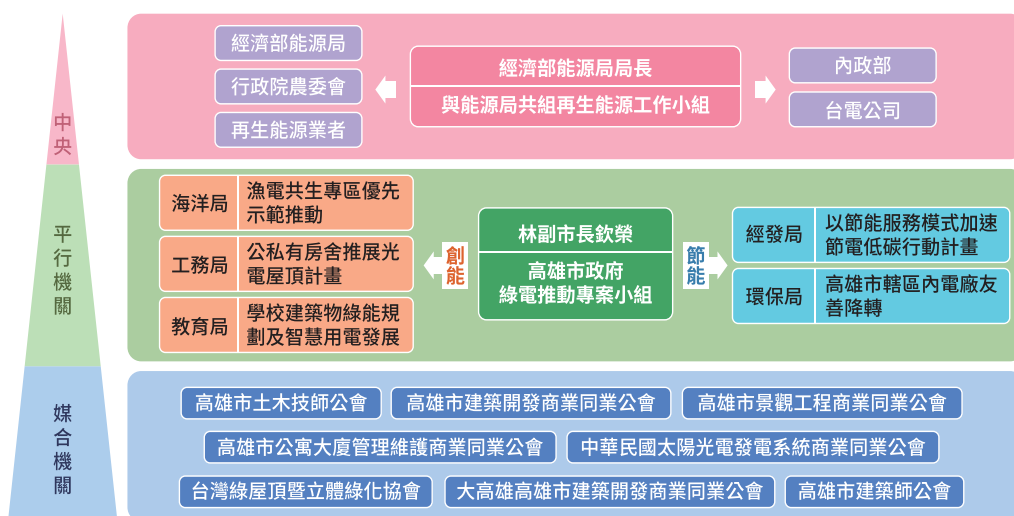 中
央
經濟部能源局
行政院農委會
再生能源業者
經濟部能源局局長
與能源局共組再生能源工作小組
內政部
台電公司
平
行
機
關
海洋局
漁電共生專區優先
示範推動
工務局
公私有房舍推展光
電屋頂計畫
教育局
學校建築物綠能規
劃及智慧用電發展
創
能
林副市長欽榮
高雄市政府
綠電推動專案小組
節
能
經發局
以節能服務模式加速
節電低碳行動計畫
環保局
高雄市轄區內電廠友
善降轉
媒
合
機
關
高雄市土木技師公會
高雄市建築開發商業同業公會
高雄市景觀工程商業同業公會
高雄市公寓大廈管理維護商業同業公會
中華民國太陽光電發電系統商業同業公會
台灣綠屋頂暨立體綠化協會
大高雄高雄市建築開發商業同業公會
高雄市建築師公會